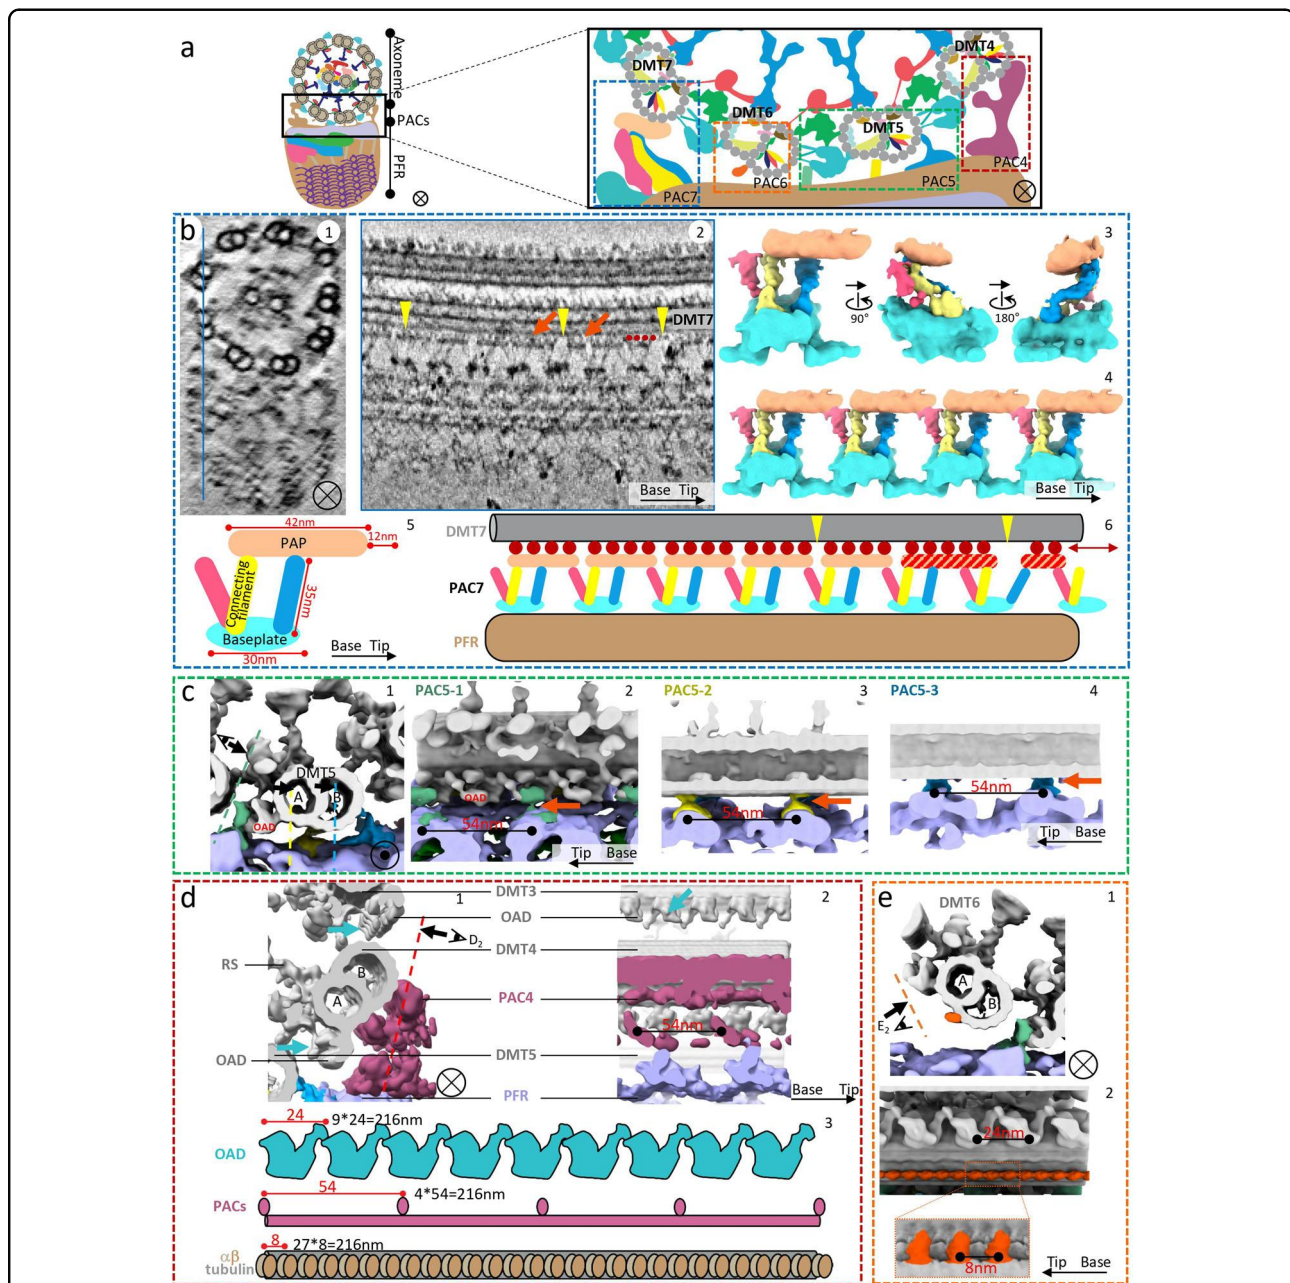 a
Axoneme
PACs
PFR
DMT7
DMT6
DMT5
DMT4
PAC7
PAC6
PAC5
PAC4
b
1
2
DMT7
Base Tip
3
90°
180°
4
Base Tip
5
42nm
PAP
12nm
Connecting
filament
35nm
Baseplate
30nm
Base Tip
6
DMT7
PAC7
PFR
c
1
DMT5
A
B
OAD
PAC5-1
2
OAD
54nm
Tip Base
PAC5-2
3
54nm
PAC5-3
4
54nm
Tip Base
d
1
2
DMT3
OAD
D2
RS
DMT4
B
A
PAC4
54nm
DMT5
OAD
PFR
Base Tip
3
24
9*24=216nm
OAD
54
4*54=216nm
PACs
8
27*8=216nm
αβ
tubulin
e
DMT6
1
A
B
E2
2
24nm
8nm
Tip Base